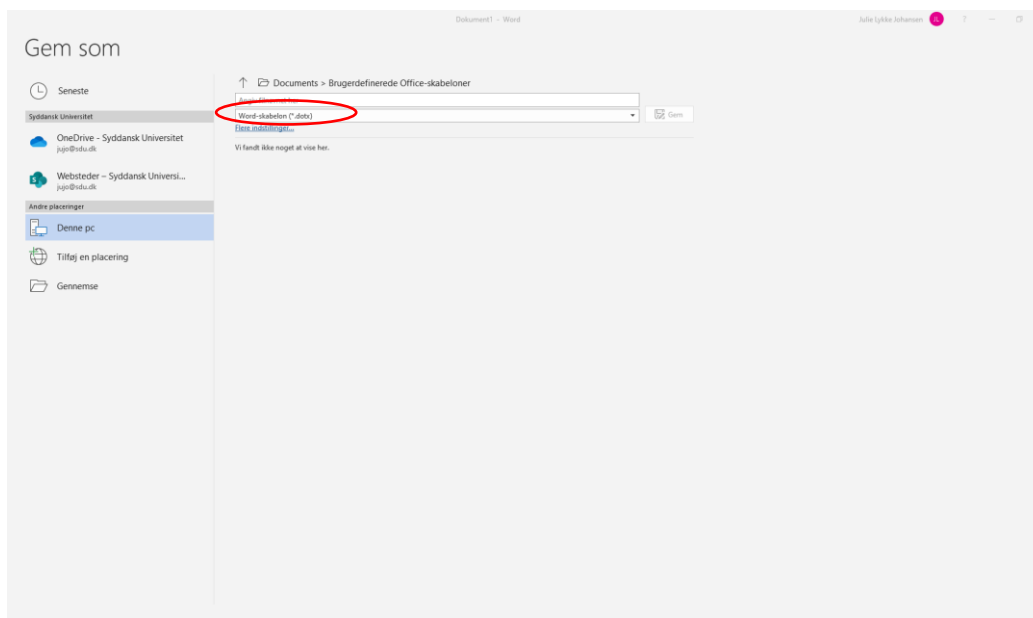 Dokument1 - Word
Julie Lykke Johansen
JL
?
Gem som
Seneste
Syddansk Universitet
OneDrive - Syddansk Universitet
jujo@sdu.dk
Websteder – Syddansk Universi...
jujo@sdu.dk
Andre placeringer
Denne pc
Tilføj en placering
Gennemse
Documents > Brugerdefinerede Office-skabeloner
Word-skabelon (*.dotx)
Gem
Flere indstillinger...
Vi fandt ikke noget at vise her.